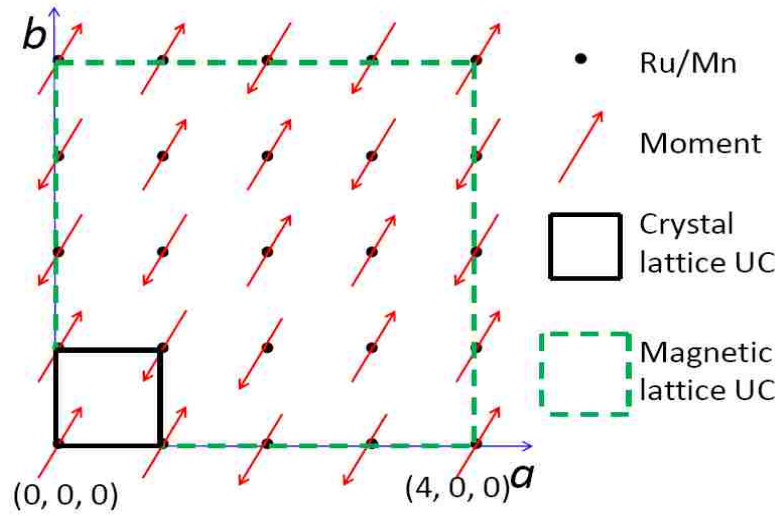 b
Ru/Mn
Moment
Crystal
lattice UC
Magnetic
lattice UC
(0, 0, 0)
(4, 0, 0)
a